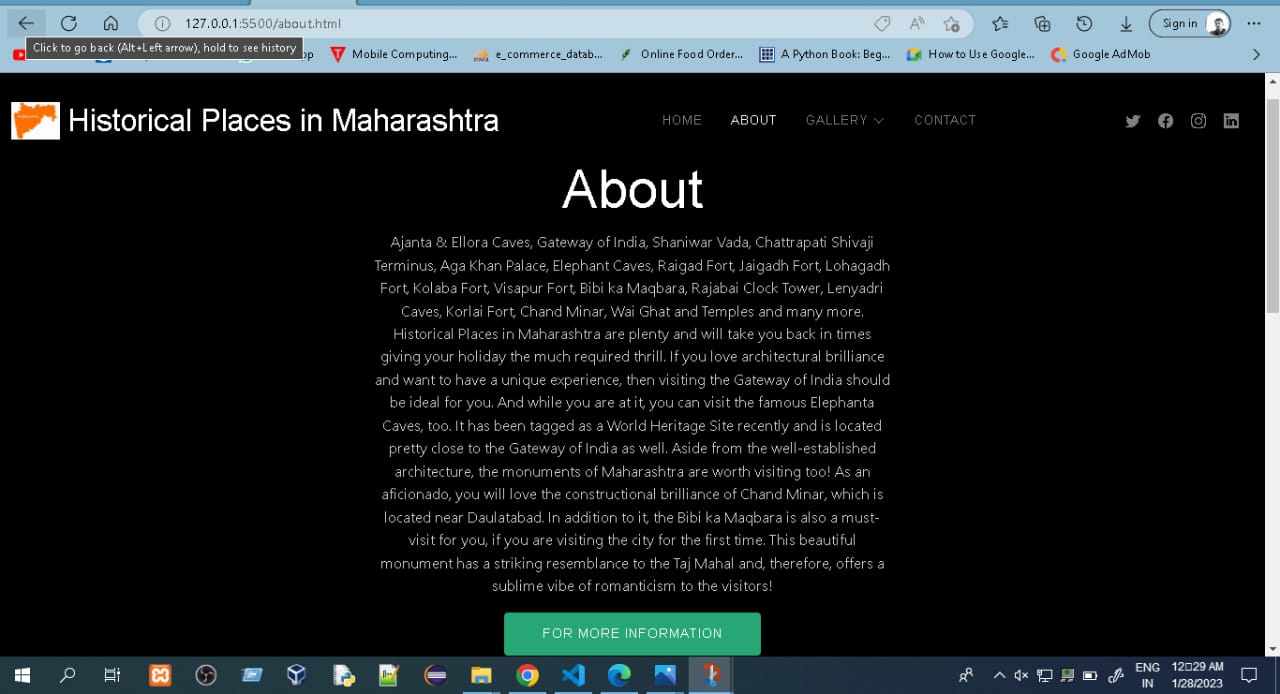 127.0.0.1:5500/about.html
Sign in
Click to go back (Alt+Left arrow), hold to see history
Mobile Computing...
e_commerce_datab...
Online Food Order...
A Python Book: Beg...
How to Use Google...
Google AdMob
Historical Places in Maharashtra
HOME
ABOUT
GALLERY
CONTACT
About
Ajanta & Ellora Caves, Gateway of India, Shaniwar Vada, Chattrapati Shivaji
Terminus, Aga Khan Palace, Elephant Caves, Raigad Fort, Jaigadh Fort, Lohagadh
Fort, Kolaba Fort, Visapur Fort, Bibi ka Maqbara, Rajabai Clock Tower, Lenyadri
Caves, Korlai Fort, Chand Minar, Wai Ghat and Temples and many more.
Historical Places in Maharashtra are plenty and will take you back in times
giving your holiday the much required thrill. If you love architectural brilliance
and want to have a unique experience, then visiting the Gateway of India should
be ideal for you. And while you are at it, you can visit the famous Elephanta
Caves, too. It has been tagged as a World Heritage Site recently and is located
pretty close to the Gateway of India as well. Aside from the well-established
architecture, the monuments of Maharashtra are worth visiting too! As an
aficionado, you will love the constructional brilliance of Chand Minar, which is
located near Daulatabad. In addition to it, the Bibi ka Maqbara is also a must-
visit for you, if you are visiting the city for the first time. This beautiful
monument has a striking resemblance to the Taj Mahal and, therefore, offers a
sublime vibe of romanticism to the visitors!
FOR MORE INFORMATION
ENG
IN
12:29 AM
1/28/2023